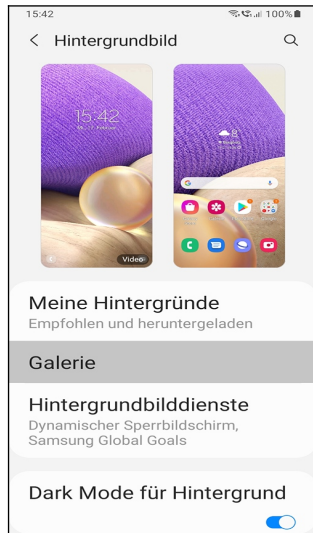 15:42 100%
Hintergrundbild
15:42
Video
Meine Hintergründe
Empfohlen und heruntergeladen
Galerie
Hintergrundbilddienste
Dynamischer Sperrbildschirm,
Samsung Global Goals
Dark Mode für Hintergrund